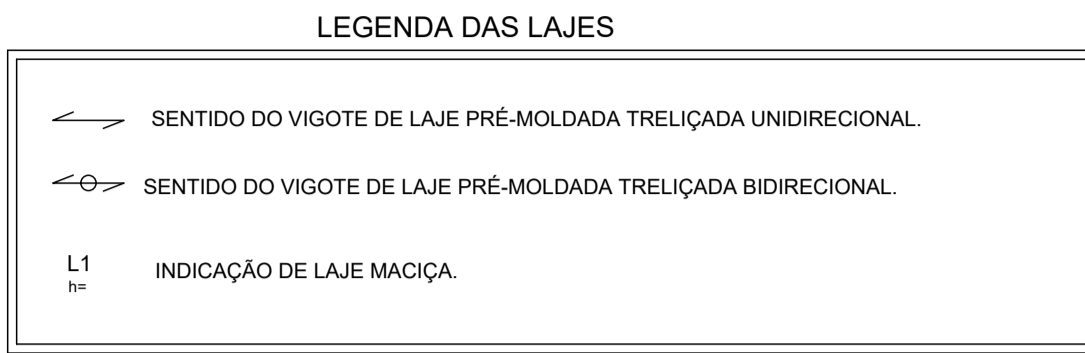 LEGENDA DAS LAJES
SENTIDO DO VIGOTE DE LAJE PRÉ-MOLDADA TRELIÇADA UNIDIRECIONAL.
SENTIDO DO VIGOTE DE LAJE PRÉ-MOLDADA TRELIÇADA BIDIRECIONAL.
L1
h=
INDICAÇÃO DE LAJE MACIÇA.